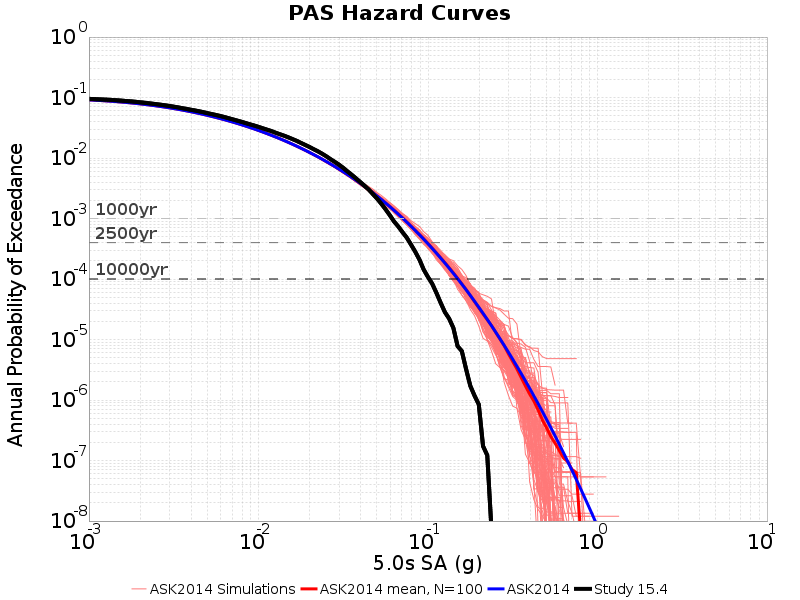 PAS Hazard Curves
Annual Probability of Exceedance
10^0
10^-1
10^-2
10^-3
10^-4
10^-5
10^-6
10^-7
10^-8
1000yr
2500yr
10000yr
10^-3 10^-2 10^-1 10^0 10^1
5.0s SA (g)
ASK2014 Simulations ASK2014 mean, N=100 ASK2014 Study 15.4